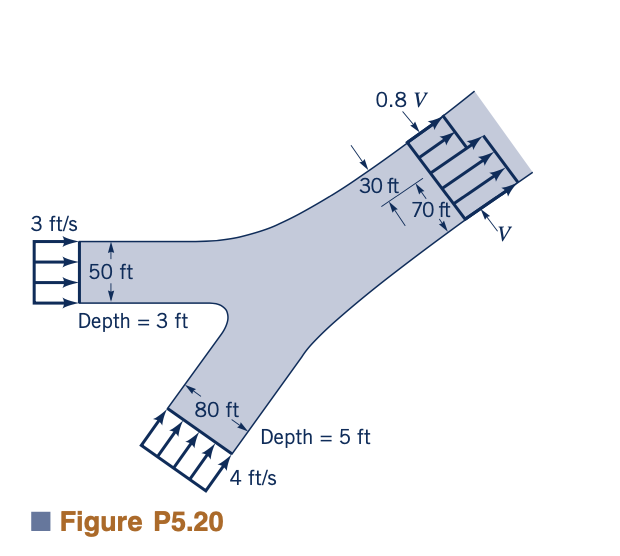 0.8 V
30 ft
70 ft
V
3 ft/s
50 ft
Depth = 3 ft
80 ft
Depth = 5 ft
4 ft/s
Figure P5.20